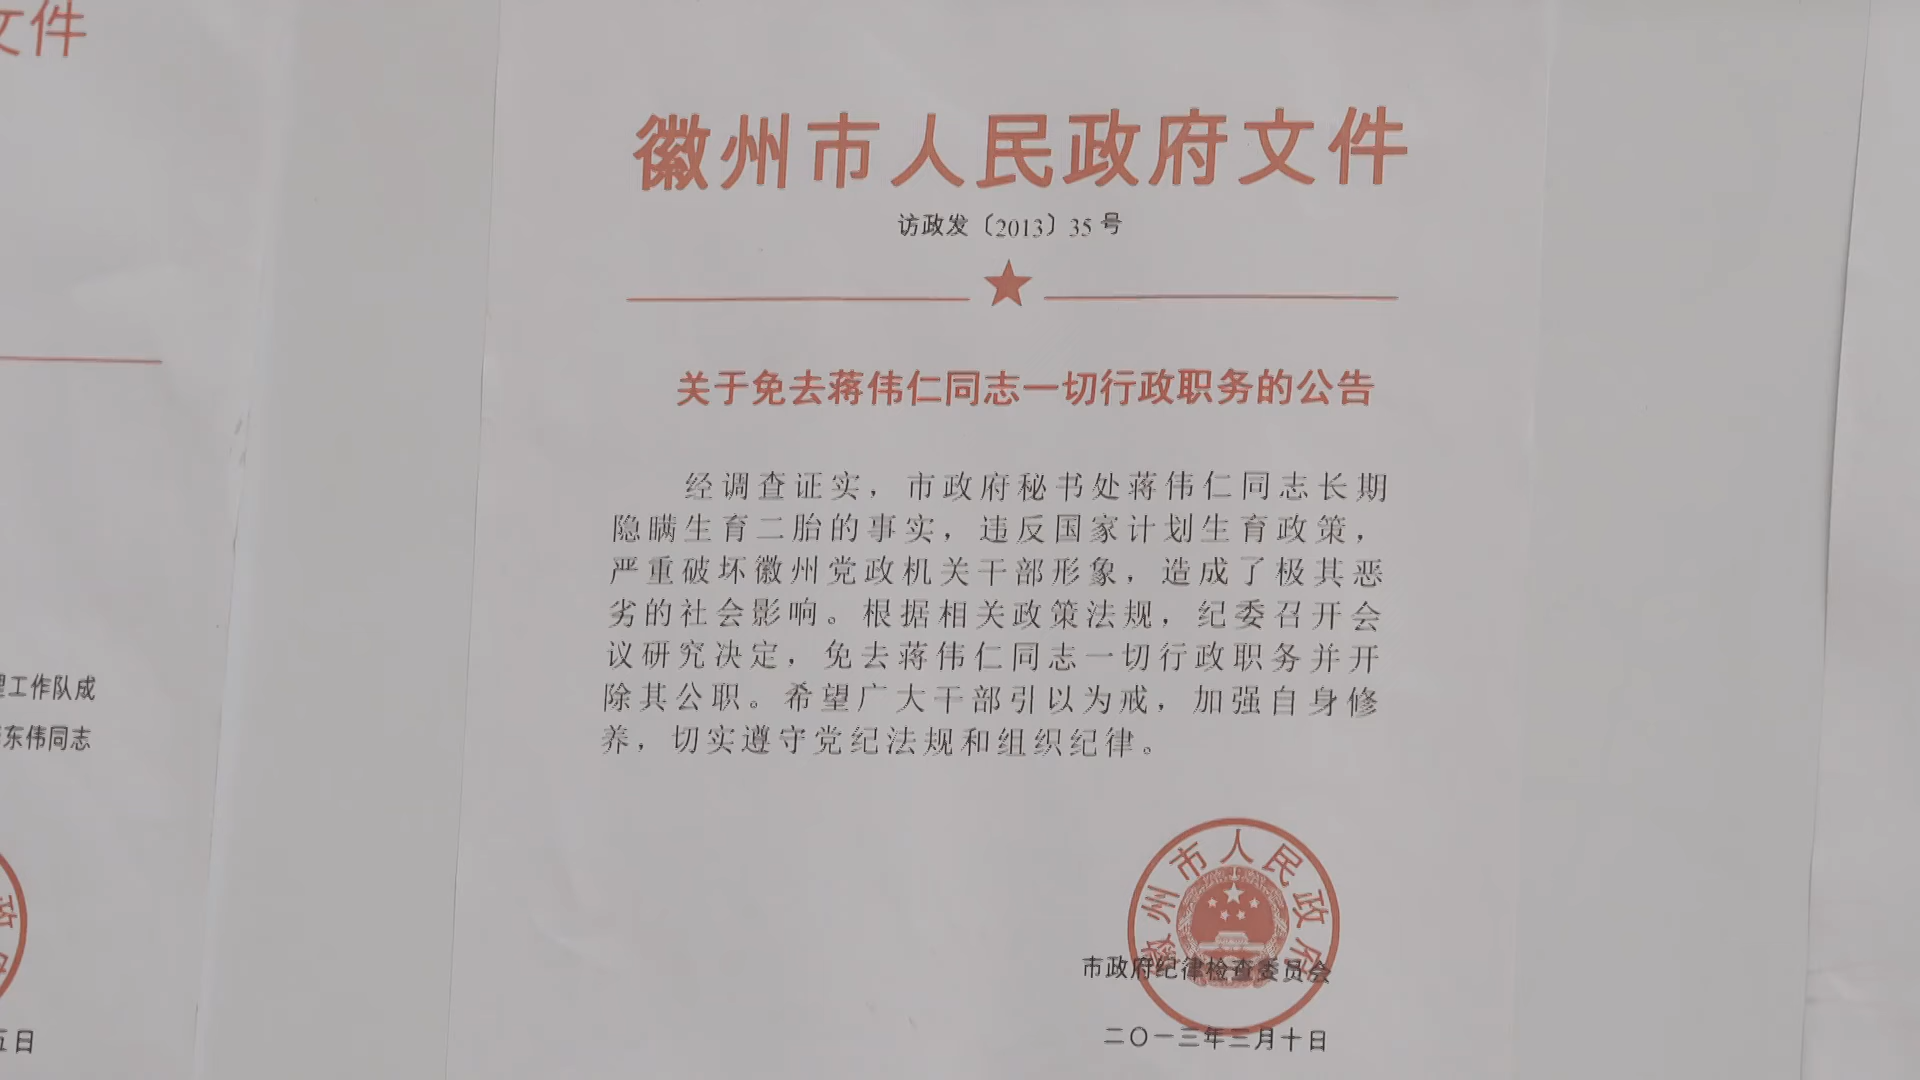 文件
徽州市人民政府文件
访政发〔2013〕35号
关于免去蒋伟仁同志一切行政职务的公告
经调查证实，市政府秘书处蒋伟仁同志长期
隐瞒生育二胎的事实，违反国家计划生育政策，
严重破坏徽州党政机关干部形象，造成了极其恶
劣的社会影响。根据相关政策法规，纪委召开会
议研究决定，免去蒋伟仁同志一切行政职务并开
除其公职。希望广大干部引以为戒，加强自身修
养，切实遵守党纪法规和组织纪律。
工作队成
东伟同志
政
五日
徽州市人民政府
市政府纪律检查委员会
二〇一三年三月十日